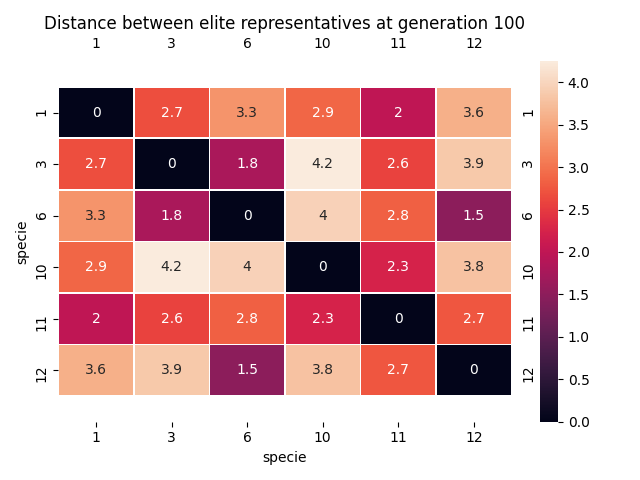 Distance between elite representatives at generation 100
1 3 6 10 11 12
1 0 2.7 3.3 2.9 2 3.6 1
3 2.7 0 1.8 4.2 2.6 3.9 3
6 3.3 1.8 0 4 2.8 1.5 6
10 2.9 4.2 4 0 2.3 3.8 10
11 2 2.6 2.8 2.3 0 2.7 11
12 3.6 3.9 1.5 3.8 2.7 0 12
specie
1 3 6 10 11 12
specie
4.0
3.5
3.0
2.5
2.0
1.5
1.0
0.5
0.0